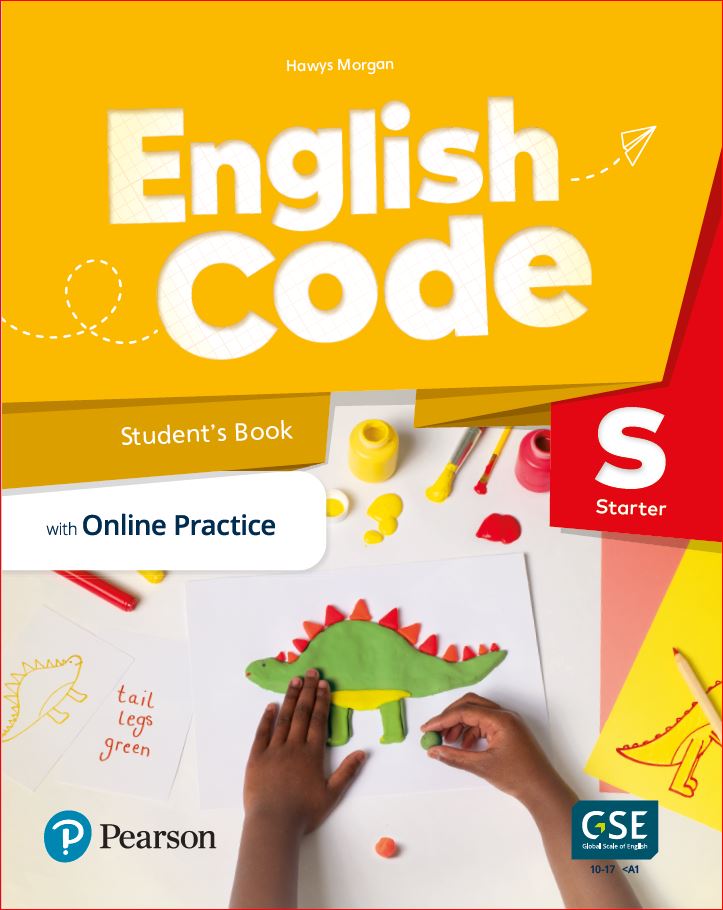 Hawys Morgan
English
Code
Student's Book
S
Starter
with Online Practice
tail
legs
green
Pearson
GSE
Global Scale of English
10-17 <A1